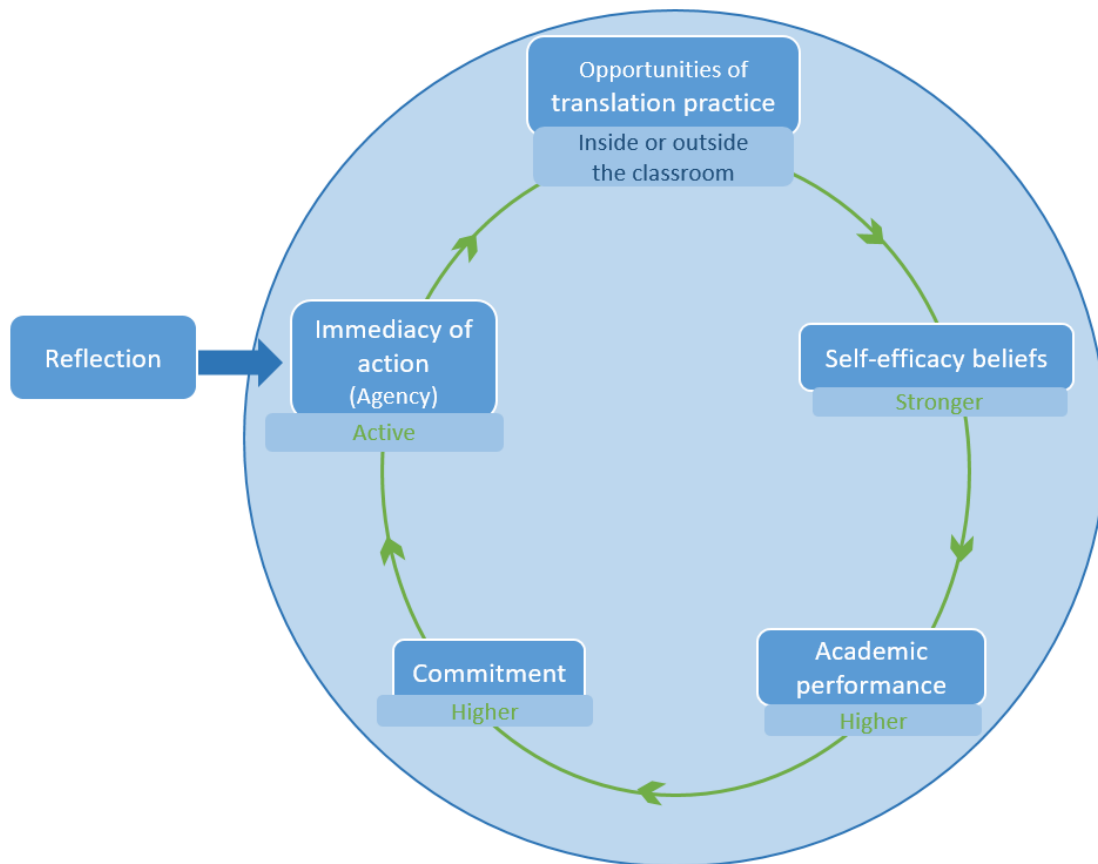 Opportunities of
translation practice
Inside or outside
the classroom
Reflection
Immediacy of
action
(Agency)
Active
Self-efficacy beliefs
Stronger
Commitment
Higher
Academic
performance
Higher